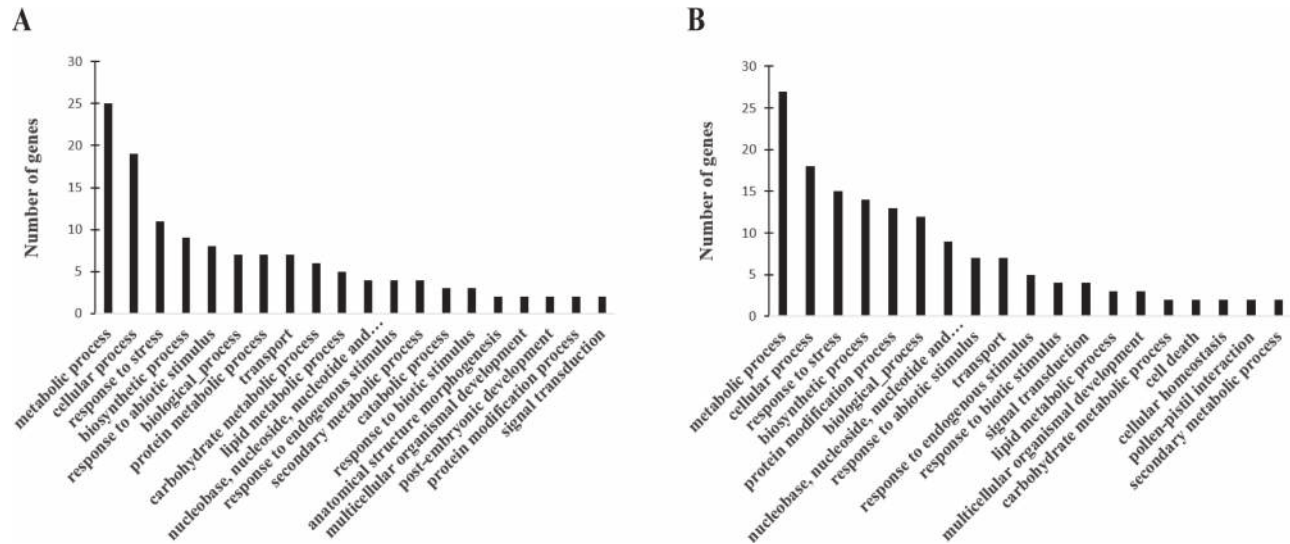 A
Number of genes
30
25
20
15
10
5
0
metabolic process
cellular process
response to stress
biosynthetic process
response to abiotic stimulus
biological_process
protein metabolic process
transport
carbohydrate metabolic process
lipid metabolic process
nucleobase, nucleoside, nucleotide and...
response to endogenous stimulus
secondary metabolic process
catabolic process
response to biotic stimulus
anatomical structure morphogenesis
multicellular organismal development
post-embryonic development
protein modification process
signal transduction
B
Number of genes
30
25
20
15
10
5
0
metabolic process
cellular process
response to stress
biosynthetic process
protein modification process
biological_process
nucleobase, nucleoside, nucleotide and...
response to abiotic stimulus
transport
response to endogenous stimulus
response to biotic stimulus
signal transduction
lipid metabolic process
multicellular organismal development
carbohydrate metabolic process
cell death
cellular homeostasis
pollen-pistil interaction
secondary metabolic process